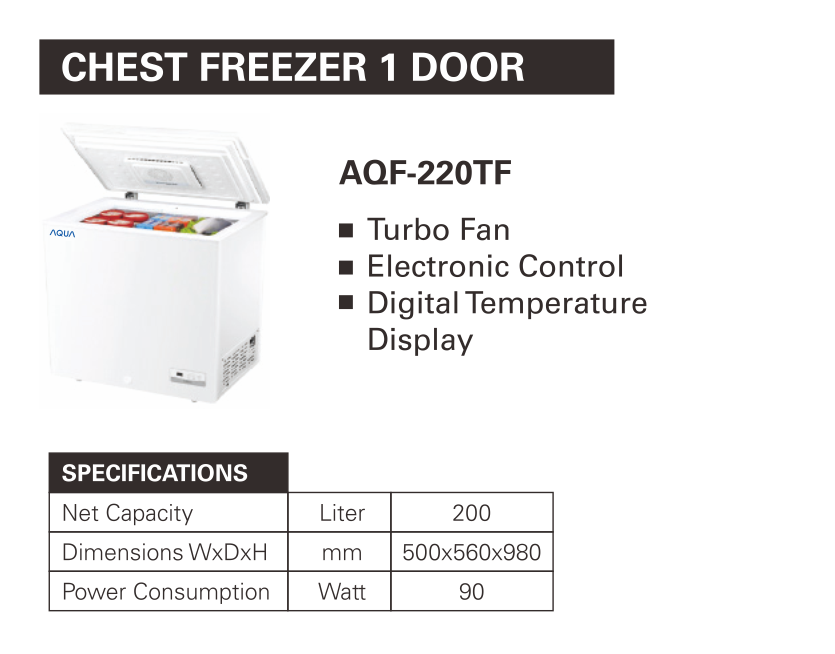 CHEST FREEZER 1 DOOR
AQUA
AQF-220TF
■ Turbo Fan
■ Electronic Control
■ Digital Temperature
Display
SPECIFICATIONS
Net Capacity Liter 200
Dimensions WxDxH mm 500x560x980
Power Consumption Watt 90